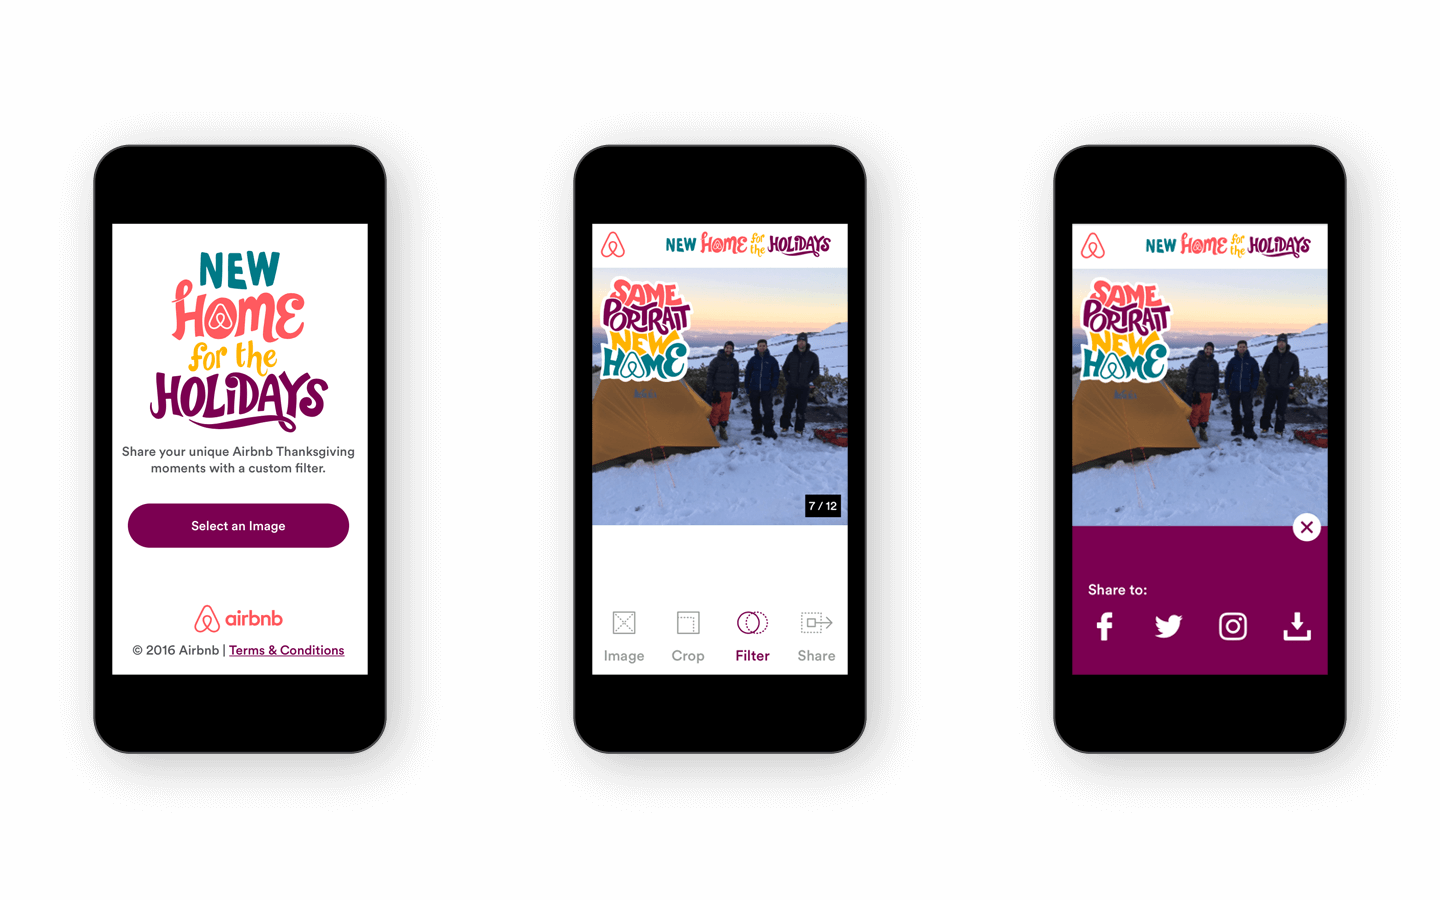 NEW
HOME
for the
HOLiDAYS
Share your unique Airbnb Thanksgiving
moments with a custom filter.
Select an Image
airbnb
© 2016 Airbnb | Terms & Conditions
NEW HOME for the HOLiDAYS
SAME
PORTRAiT
NEW
HOME
7 / 12
Image Crop Filter Share
NEW HOME for the HOLiDAYS
SAME
PORTRAiT
NEW
HOME
Share to: